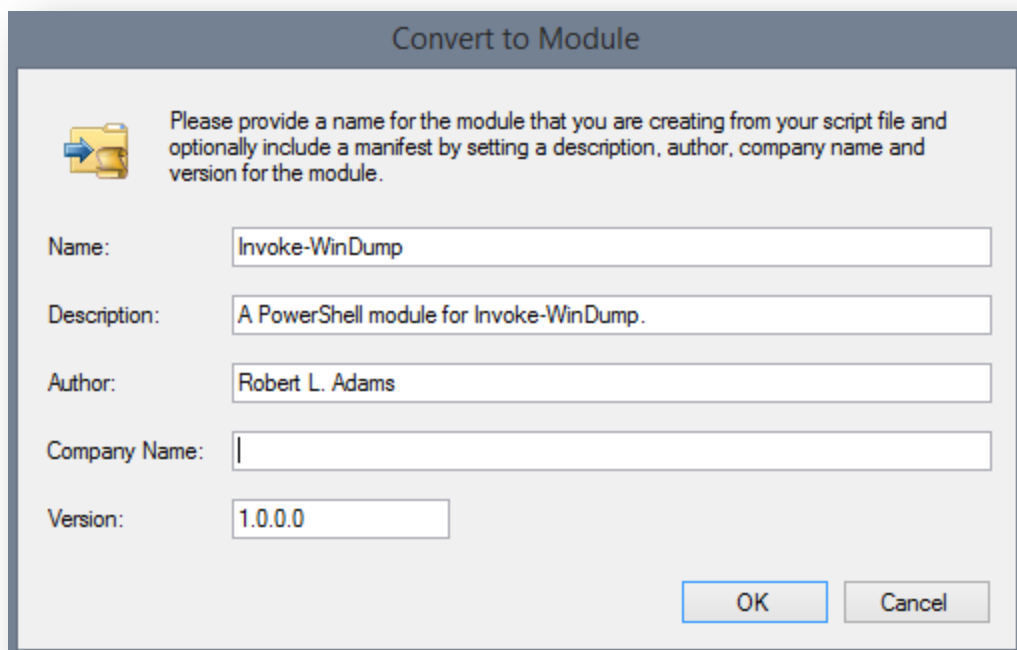 Convert to Module
Please provide a name for the module that you are creating from your script file and
optionally include a manifest by setting a description, author, company name and
version for the module.
Name: Invoke-WinDump
Description: A PowerShell module for Invoke-WinDump.
Author: Robert L. Adams
Company Name:
Version: 1.0.0.0
OK Cancel